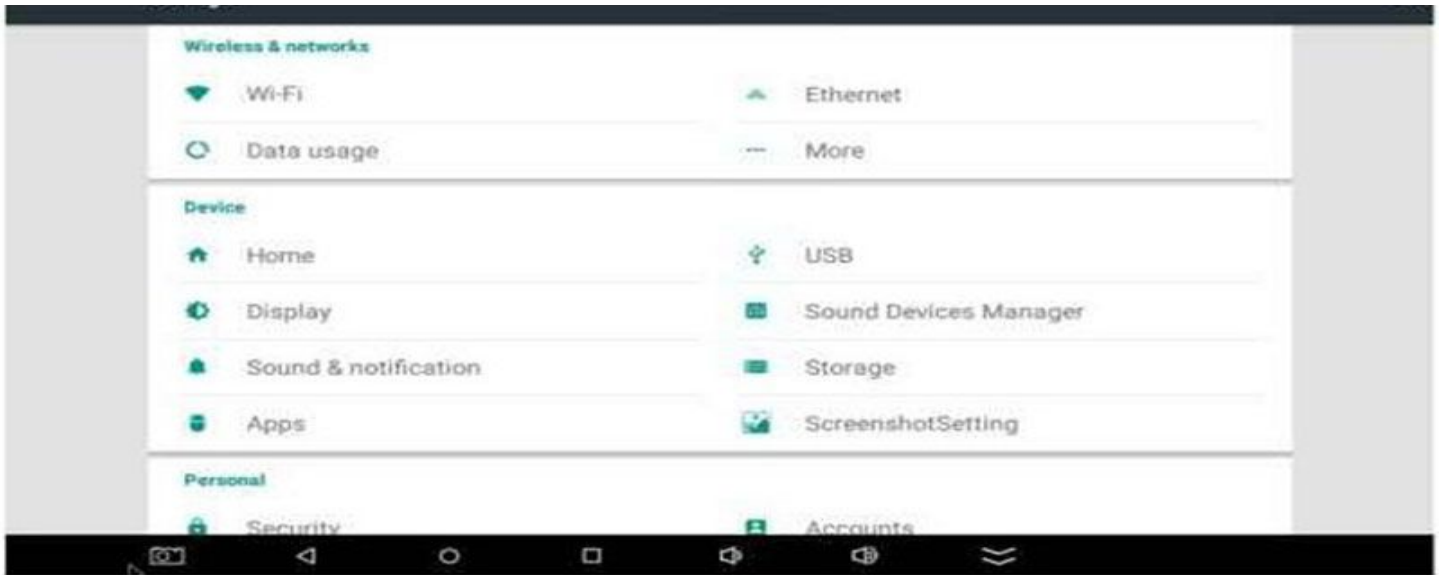 Wireless & networks
Wi-Fi
Ethernet
Data usage
More
Device
Home
USB
Display
Sound Devices Manager
Sound & notification
Storage
Apps
ScreenshotSetting
Personal
Security
Accounts